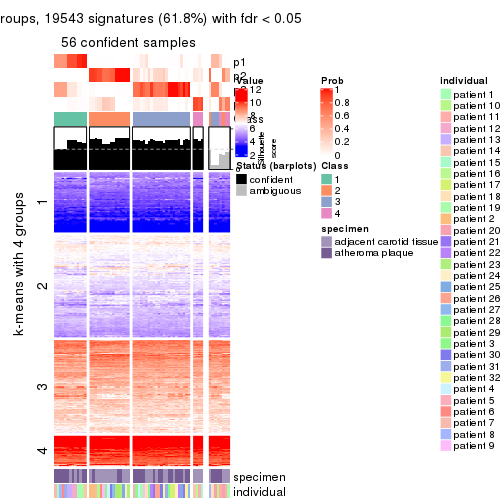 roups, 19543 signatures (61.8%) with fdr < 0.05
56 confident samples
p1
p2
Value
12
10
8
6
4
2
silhouette
score
Prob
1
0.8
0.6
0.4
0.2
0
Status (barplots)
confident
ambiguous
Class
1
2
3
4
specimen
adjacent carotid tissue
atheroma plaque
individual
patient 1
patient 10
patient 11
patient 12
patient 13
patient 14
patient 15
patient 16
patient 17
patient 18
patient 19
patient 2
patient 20
patient 21
patient 22
patient 23
patient 24
patient 25
patient 26
patient 27
patient 28
patient 29
patient 3
patient 30
patient 31
patient 32
patient 4
patient 5
patient 6
patient 7
patient 8
patient 9
k-means with 4 groups
1
2
3
4
specimen
individual